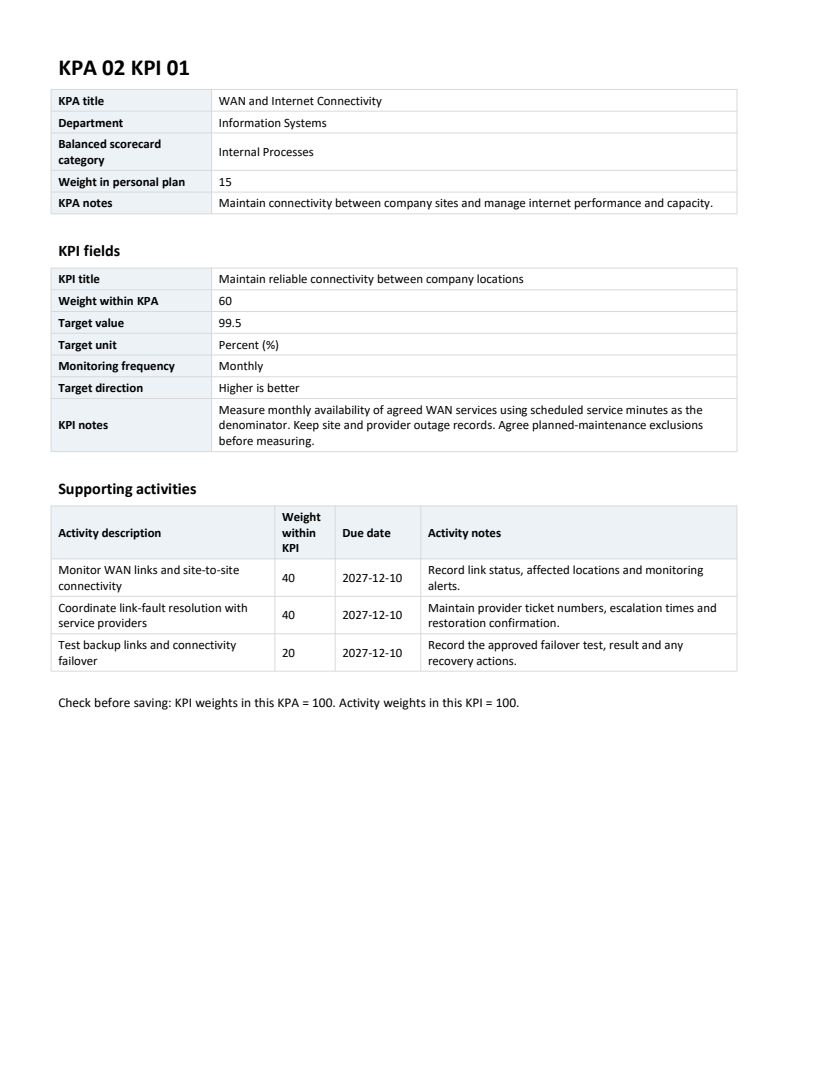 KPA 02 KPI 01
KPA title WAN and Internet Connectivity
Department Information Systems
Balanced scorecard
category
Internal Processes
Weight in personal plan 15
KPA notes Maintain connectivity between company sites and manage internet performance and capacity.
KPI fields
KPI title Maintain reliable connectivity between company locations
Weight within KPA 60
Target value 99.5
Target unit Percent (%)
Monitoring frequency Monthly
Target direction Higher is better
KPI notes
Measure monthly availability of agreed WAN services using scheduled service minutes as the
denominator. Keep site and provider outage records. Agree planned-maintenance exclusions
before measuring.
Supporting activities
Activity description
Weight
within
KPI
Due date
Activity notes
Monitor WAN links and site-to-site
connectivity
40
2027-12-10
Record link status, affected locations and monitoring
alerts.
Coordinate link-fault resolution with
service providers
40
2027-12-10
Maintain provider ticket numbers, escalation times and
restoration confirmation.
Test backup links and connectivity
failover
20
2027-12-10
Record the approved failover test, result and any
recovery actions.
Check before saving: KPI weights in this KPA = 100. Activity weights in this KPI = 100.